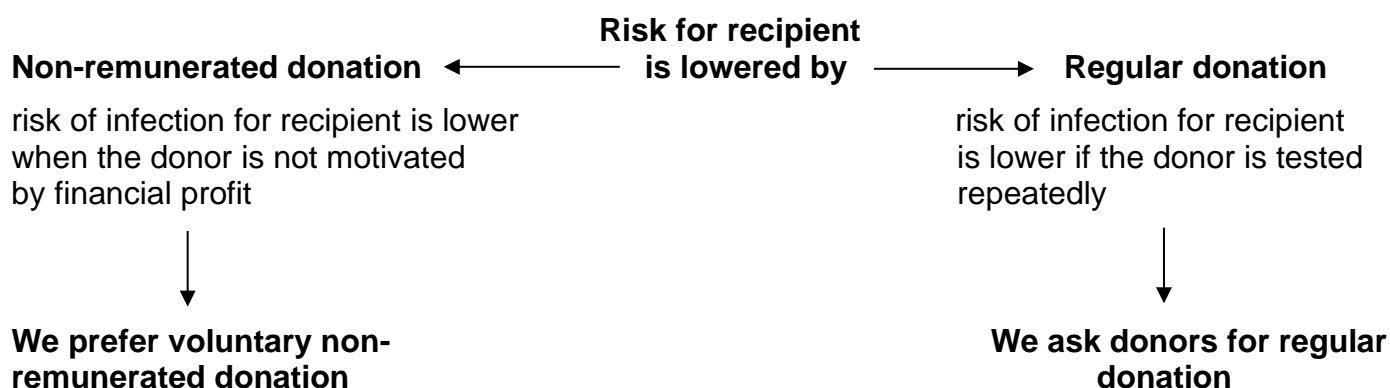 Risk for recipient
is lowered by
Non-remunerated donation
risk of infection for recipient is lower
when the donor is not motivated
by financial profit
We prefer voluntary non-
remunerated donation
Regular donation
risk of infection for recipient
is lower if the donor is tested
repeatedly
We ask donors for regular
donation